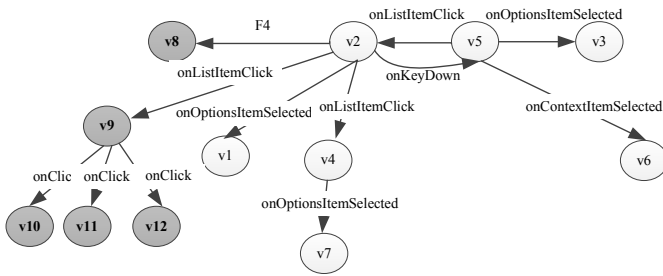 F4
onListItemClick
onOptionsItemSelected
v8
v2
v5
v3
onKeyDown
onListItemClick
onOptionsItemSelected
onListItemClick
onContextItemSelected
v9
v1
v4
v6
onClic
onClick
onClick
onOptionsItemSelected
v10
v11
v12
v7